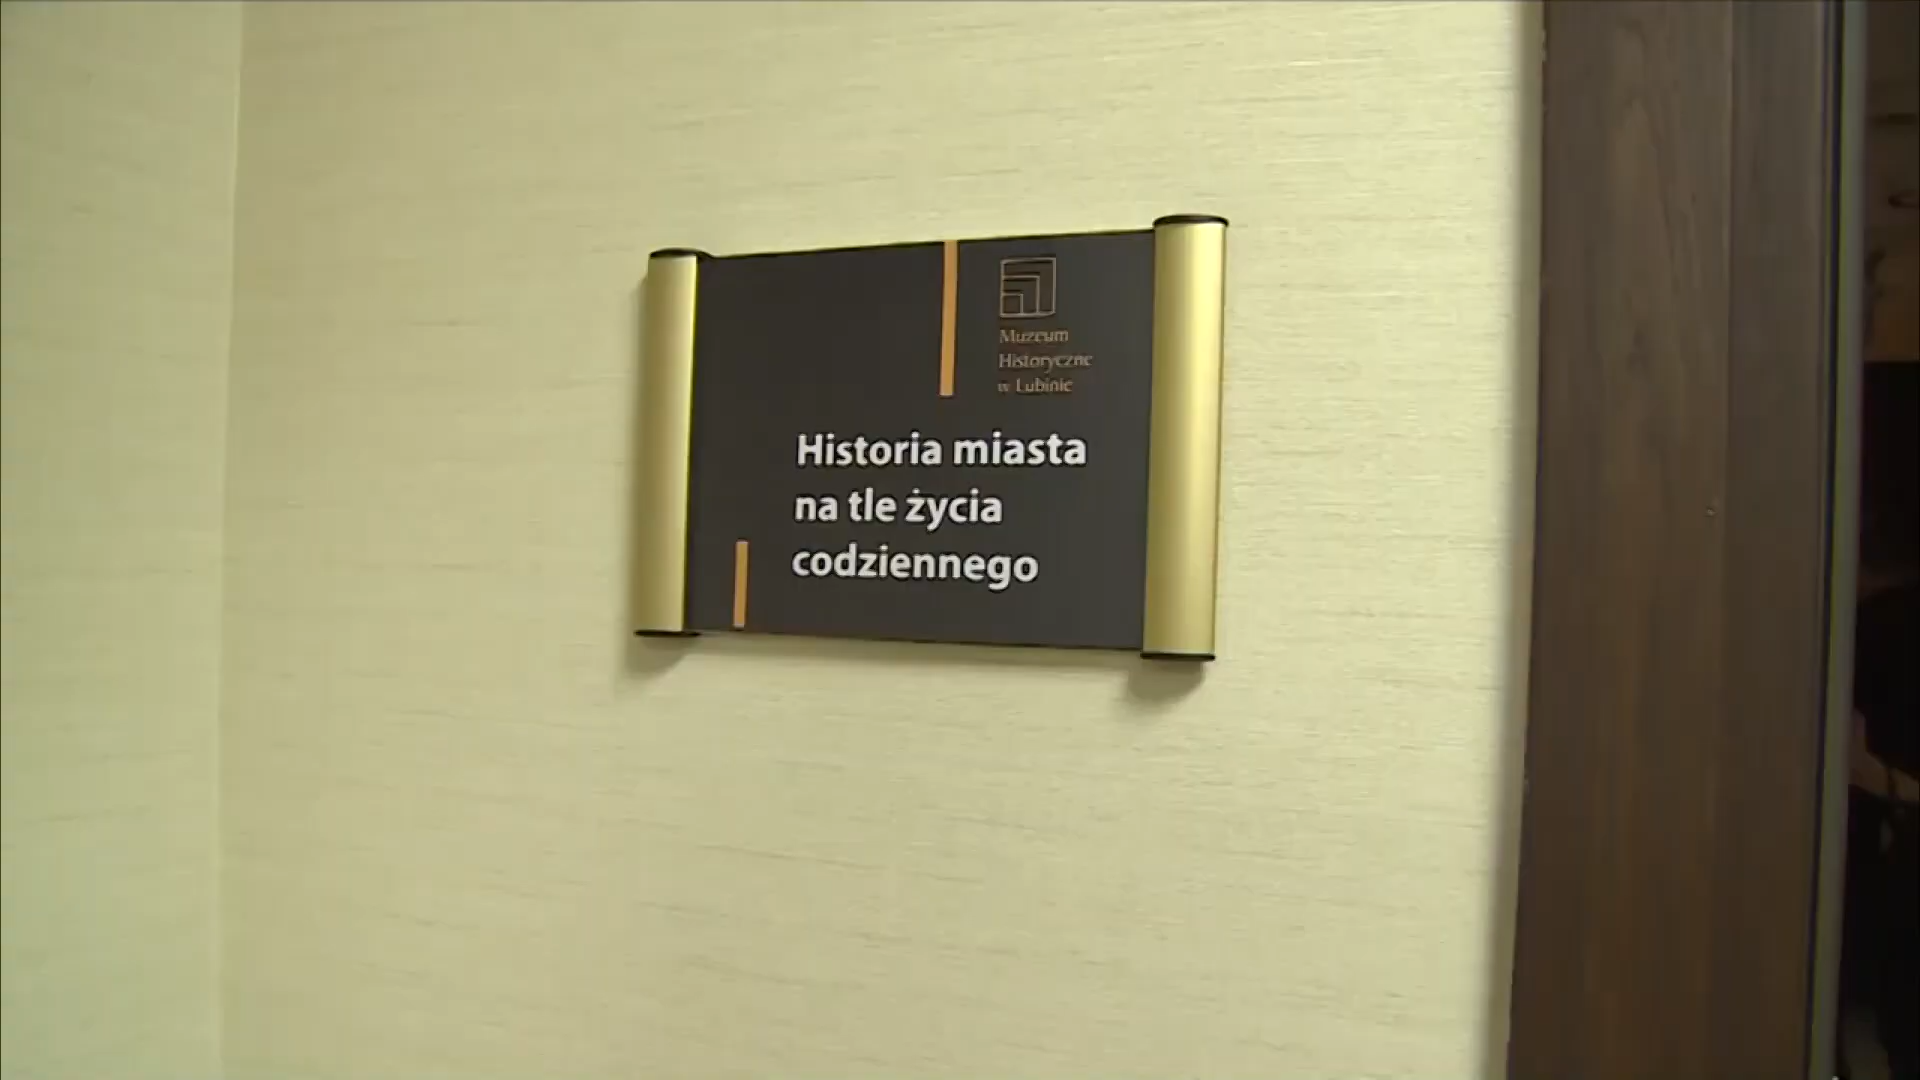 Muzeum
Historyczne
w Lubinie
Historia miasta
na tle życia
codziennego